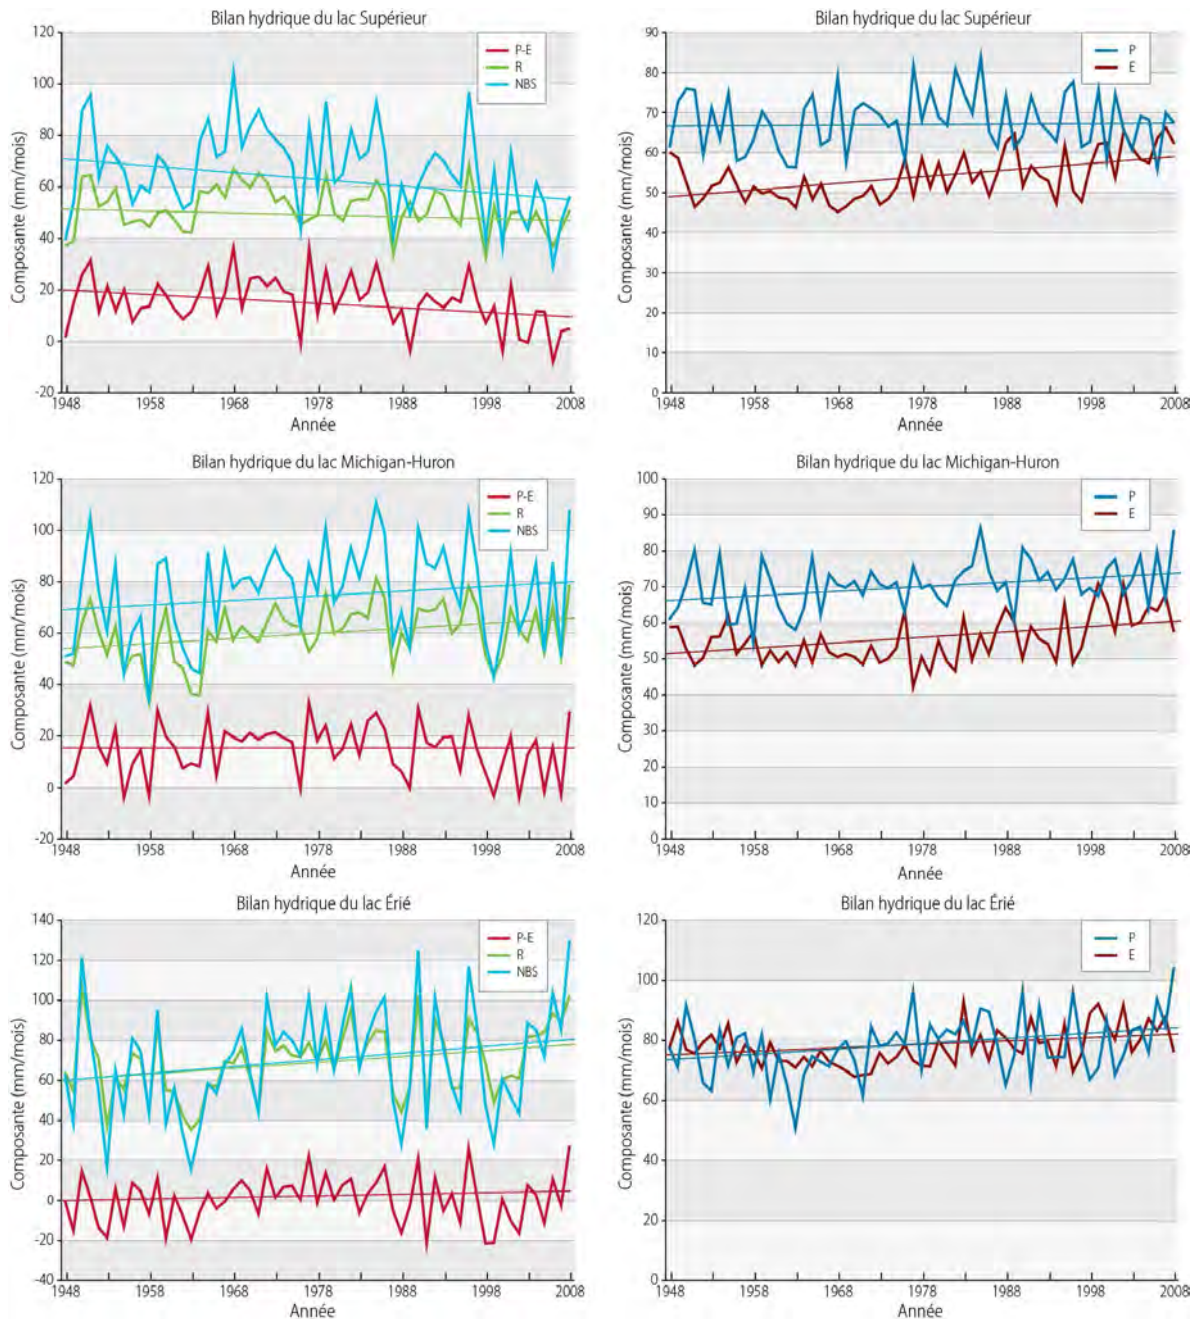 Bilan hydrique du lac Supérieur
120
100
80
60
40
20
0
-20
Composante (mm/mois)
P-E
R
NBS
1948 1958 1968 1978 1988 1998 2008
Année
Bilan hydrique du lac Supérieur
90
80
70
60
50
40
30
20
10
0
Composante (mm/mois)
P
E
1948 1958 1968 1978 1988 1998 2008
Année
Bilan hydrique du lac Michigan-Huron
120
100
80
60
40
20
0
-20
Composante (mm/mois)
P-E
R
NBS
1948 1958 1968 1978 1988 1998 2008
Année
Bilan hydrique du lac Michigan-Huron
100
90
80
70
60
50
40
30
20
10
0
Composante (mm/mois)
P
E
1948 1958 1968 1978 1988 1998 2008
Année
Bilan hydrique du lac Érié
140
120
100
80
60
40
20
0
-20
-40
Composante (mm/mois)
P-E
R
NBS
1948 1958 1968 1978 1988 1998 2008
Année
Bilan hydrique du lac Érié
120
100
80
60
40
20
0
Composante (mm/mois)
P
E
1948 1958 1968 1978 1988 1998 2008
Année